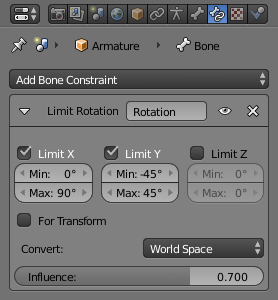 Armature Bone
Add Bone Constraint
Limit Rotation Rotation
Limit X Limit Y Limit Z
Min: 0° Min: -45° Min: 0°
Max: 90° Max: 45° Max: 0°
For Transform
Convert: World Space
Influence: 0.700